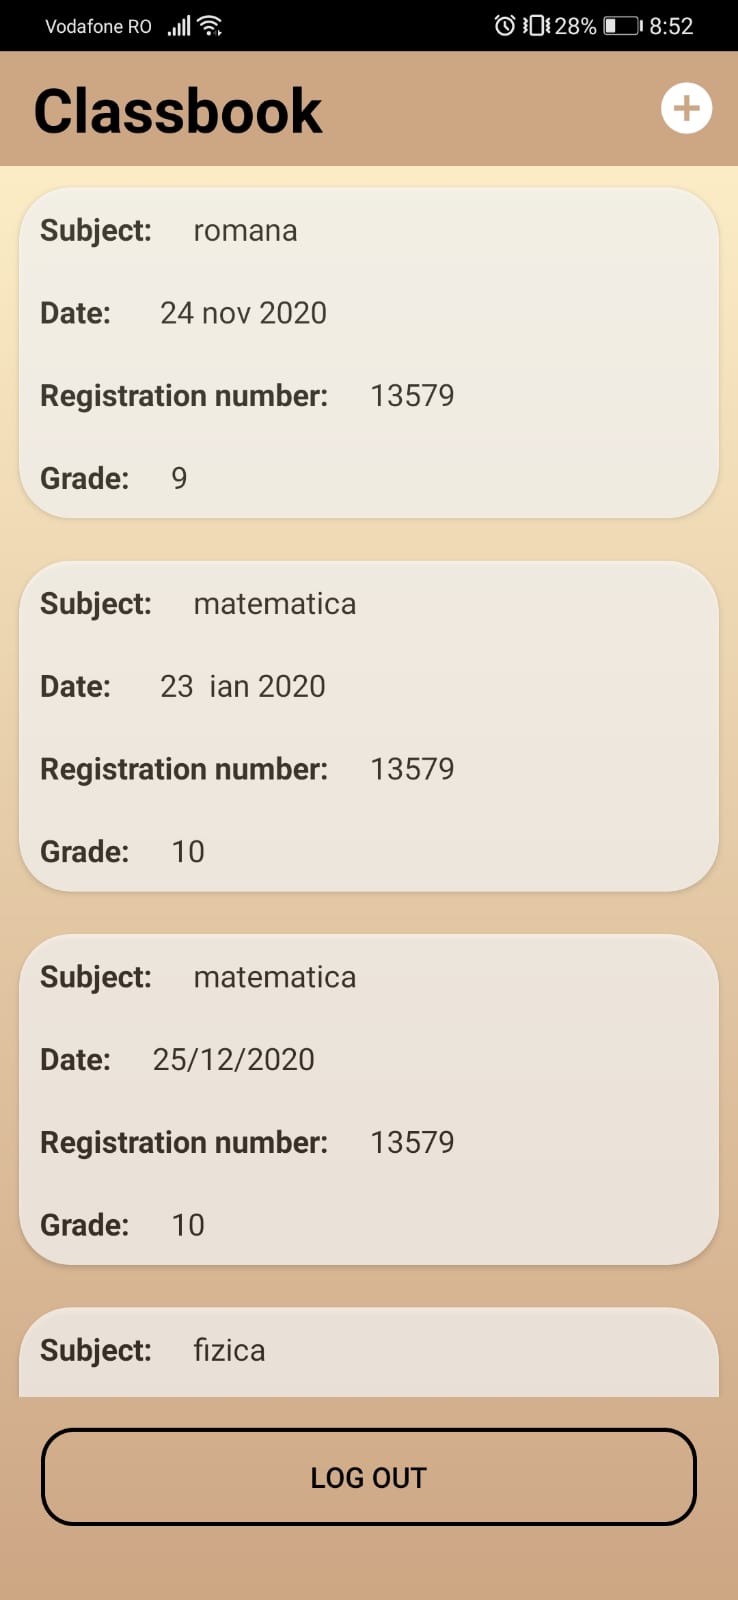 Vodafone RO 28% 8:52
Classbook
Subject: romana
Date: 24 nov 2020
Registration number: 13579
Grade: 9
Subject: matematica
Date: 23  ian 2020
Registration number: 13579
Grade: 10
Subject: matematica
Date: 25/12/2020
Registration number: 13579
Grade: 10
Subject: fizica
LOG OUT